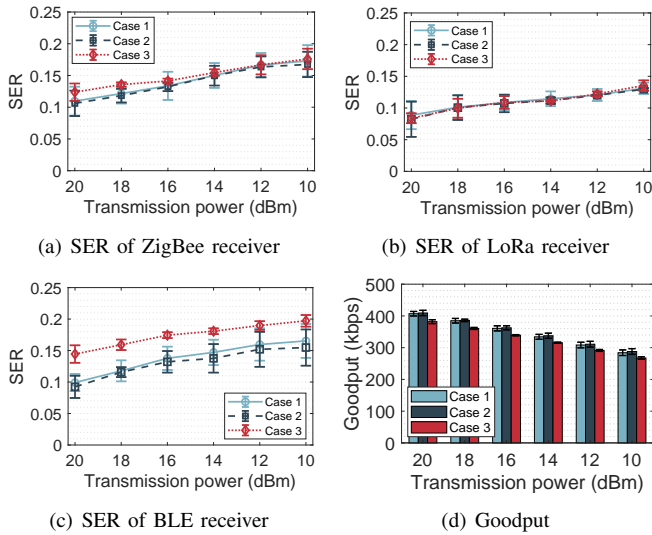 0.25
0.2
0.15
0.1
0.05
0
SER
Case 1
Case 2
Case 3
20 18 16 14 12 10
Transmission power (dBm)
(a) SER of ZigBee receiver
0.25
0.2
0.15
0.1
0.05
0
SER
Case 1
Case 2
Case 3
20 18 16 14 12 10
Transmission power (dBm)
(b) SER of LoRa receiver
0.25
0.2
0.15
0.1
0.05
0
SER
Case 1
Case 2
Case 3
20 18 16 14 12 10
Transmission power (dBm)
(c) SER of BLE receiver
500
400
300
200
100
0
Goodput (kbps)
Case 1
Case 2
Case 3
20 18 16 14 12 10
Transmission power (dBm)
(d) Goodput